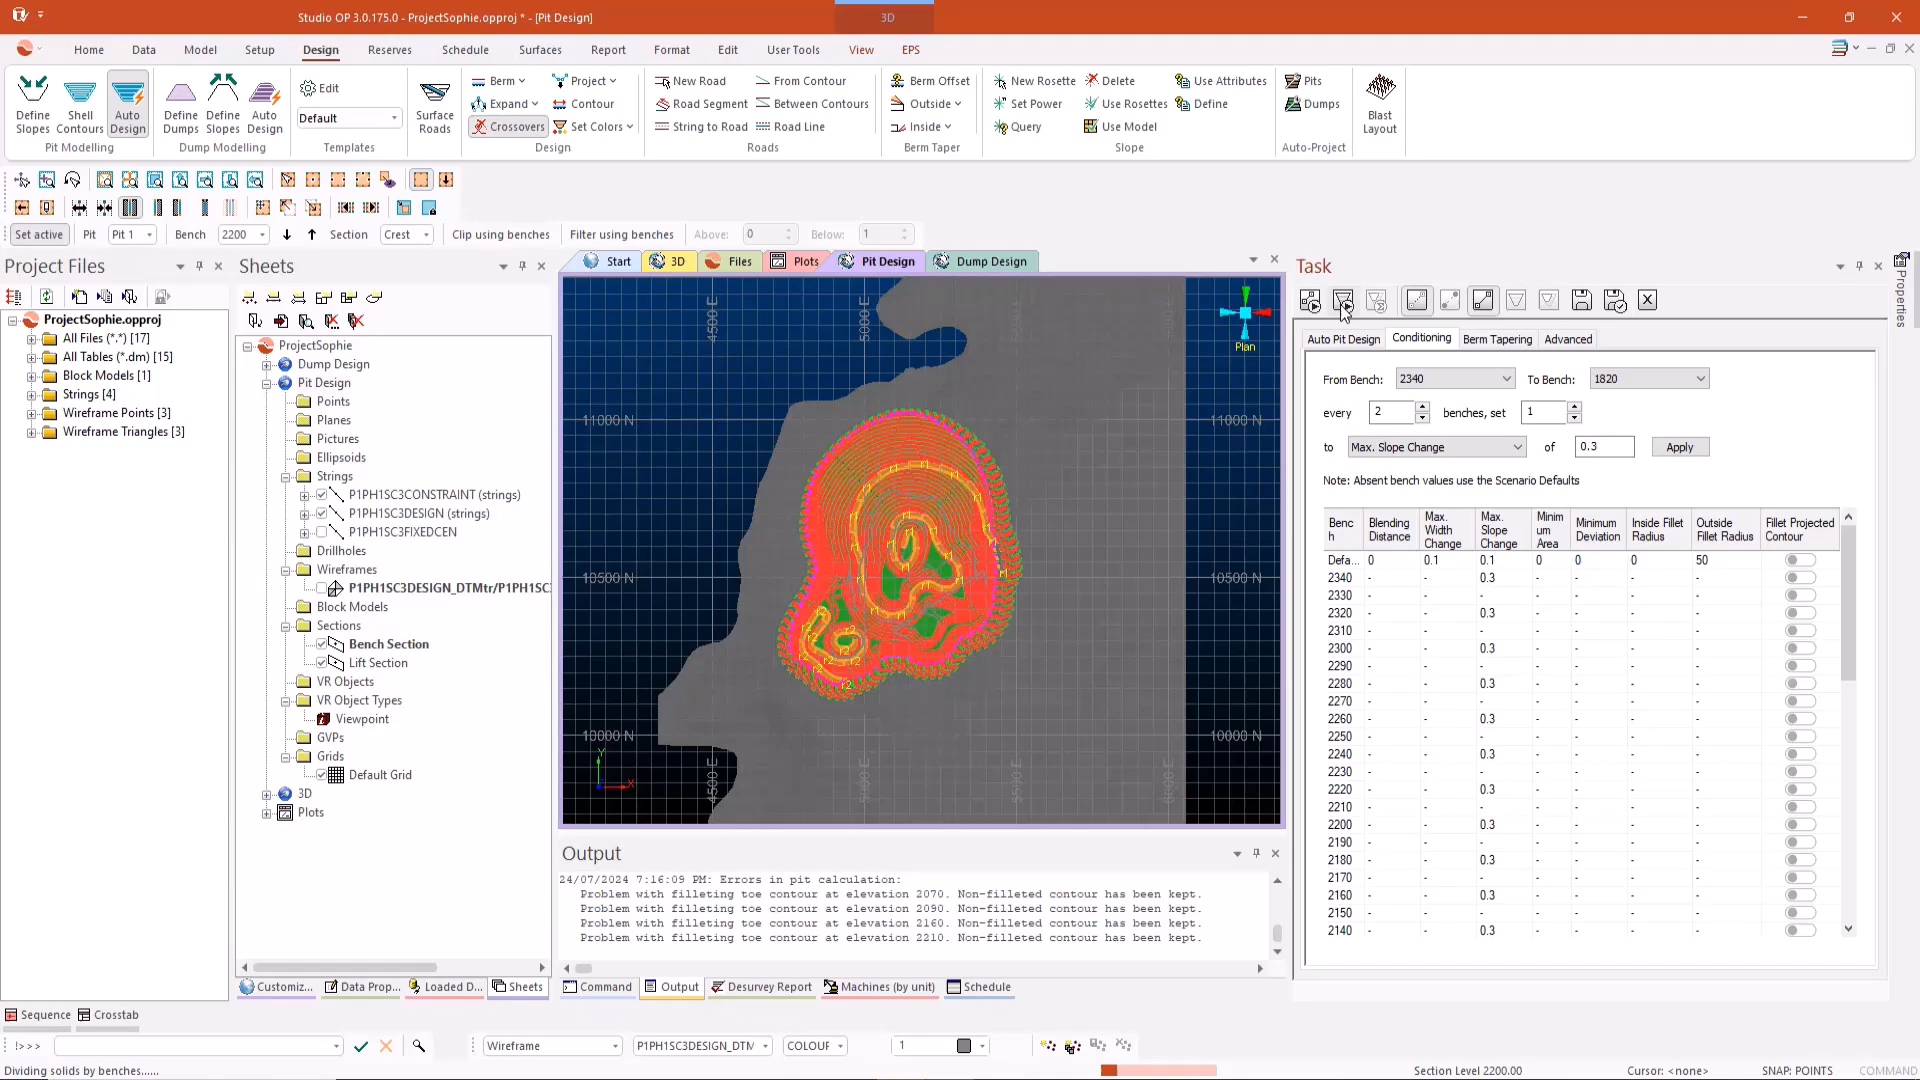 Studio OP 3.0.175.0 - ProjectSophie.opproj * - [Pit Design]
3D
Home Data Model Setup Design Reserves Schedule Surfaces Report Format Edit User Tools View EPS
Define Slopes
Shell Contours
Auto Design
Pit Modelling
Define Dumps
Define Slopes
Auto Design
Dump Modelling
Edit
Default
Templates
Surface Roads
Berm
Expand
Crossovers
Project
Contour
Set Colors
Design
New Road
Road Segment
String to Road
From Contour
Between Contours
Road Line
Roads
Berm Offset
Outside
Inside
Berm Taper
New Rosette
Set Power
Query
Delete
Use Rosettes
Use Model
Use Attributes
Define
Slope
Pits
Dumps
Auto-Project
Blast Layout
Set active Pit Pit 1 Bench 2200 Section Crest Clip using benches Filter using benches Above: 0 Below: 1
Project Files
ProjectSophie.opproj
All Files (*.*) [17]
All Tables (*.dm) [15]
Block Models [1]
Strings [4]
Wireframe Points [3]
Wireframe Triangles [3]
Sheets
ProjectSophie
Dump Design
Pit Design
Points
Planes
Pictures
Ellipsoids
Strings
P1PH1SC3CONSTRAINT (strings)
P1PH1SC3DESIGN (strings)
P1PH1SC3FIXEDCEN
Drillholes
Wireframes
P1PH1SC3DESIGN_DTMtr/P1PH1SC
Block Models
Sections
Bench Section
Lift Section
VR Objects
VR Object Types
Viewpoint
GVPs
Grids
Default Grid
3D
Plots
Customiz... Data Prop... Loaded D... Sheets
Start 3D Files Plots Pit Design Dump Design
4500 E 5000 E 5500 E
Plan
11000 N 11000 N
10500 N 10500 N
10000 N 10000 N
Y
X
4500 E 5000 E 5500 E 6000 E
Output
24/07/2024 7:16:09 PM: Errors in pit calculation:
Problem with filleting toe contour at elevation 2070. Non-filleted contour has been kept.
Problem with filleting toe contour at elevation 2090. Non-filleted contour has been kept.
Problem with filleting toe contour at elevation 2160. Non-filleted contour has been kept.
Problem with filleting toe contour at elevation 2210. Non-filleted contour has been kept.
Command Output Desurvey Report Machines (by unit) Schedule
Task
Properties
Auto Pit Design Conditioning Berm Tapering Advanced
From Bench: 2340 To Bench: 1820
every 2 benches, set 1
to Max. Slope Change of 0.3 Apply
Note: Absent bench values use the Scenario Defaults
Bench Blending Distance Max. Width Change Max. Slope Change Minimum Area Minimum Deviation Inside Fillet Radius Outside Fillet Radius Fillet Projected Contour
Defa... 0 0.1 0.1 0 0 0 50
2340 - - 0.3 - - - -
2330 - - - - - - -
2320 - - 0.3 - - - -
2310 - - - - - - -
2300 - - 0.3 - - - -
2290 - - - - - - -
2280 - - 0.3 - - - -
2270 - - - - - - -
2260 - - 0.3 - - - -
2250 - - - - - - -
2240 - - 0.3 - - - -
2230 - - - - - - -
2220 - - 0.3 - - - -
2210 - - - - - - -
2200 - - 0.3 - - - -
2190 - - - - - - -
2180 - - 0.3 - - - -
2170 - - - - - - -
2160 - - 0.3 - - - -
2150 - - - - - - -
2140 - - 0.3 - - - -
Sequence Crosstab
!>>> Wireframe P1PH1SC3DESIGN_DTM COLOUR 1
Dividing solids by benches...... Section Level 2200.00 Cursor: <none> SNAP: POINTS COMMAND